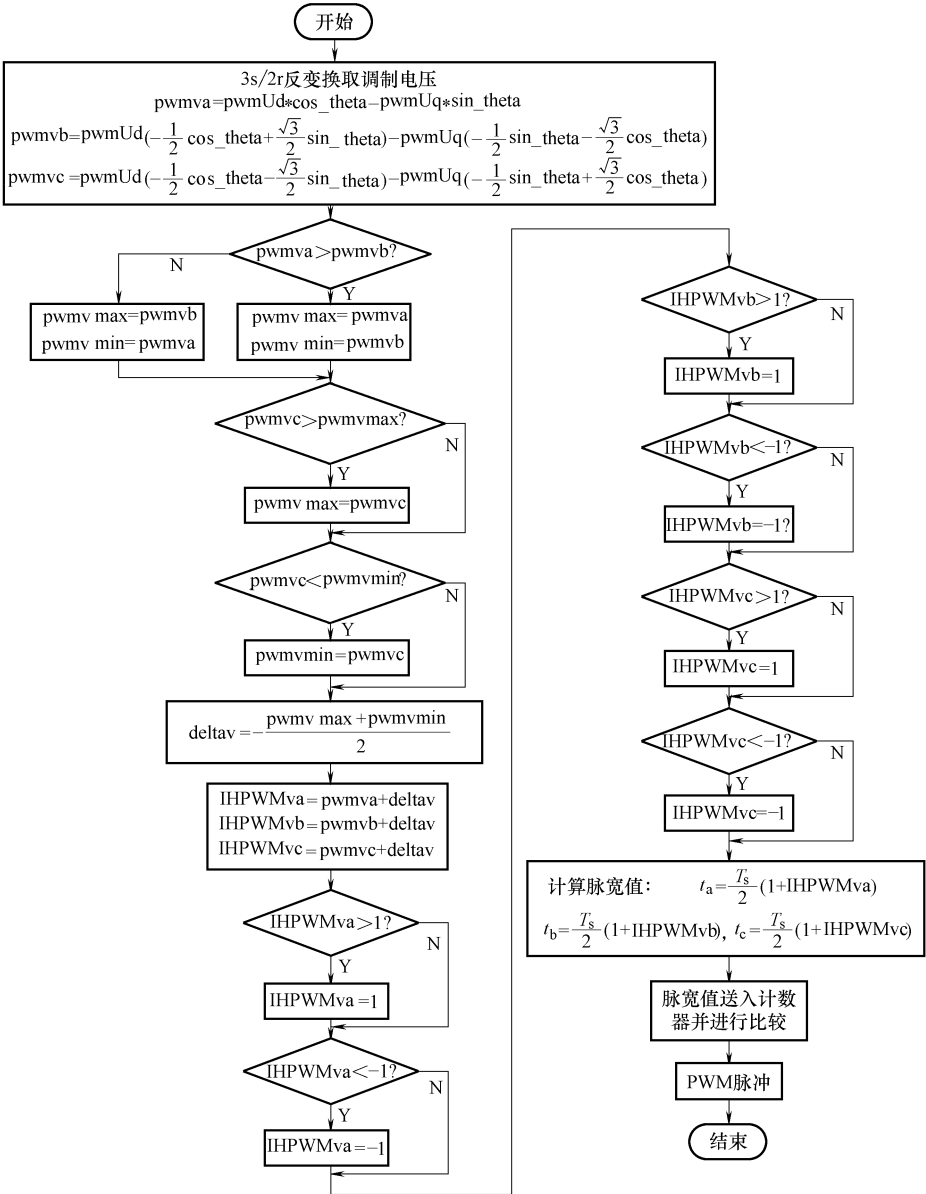 开始
3s/2r反变换取调制电压
pwmva=pwmUd*cos_theta-pwmUq*sin_theta
pwmvb=pwmUd(-1/2 cos_theta+√3/2 sin_theta)-pwmUq(-1/2 sin_theta-√3/2 cos_theta)
pwmvc=pwmUd(-1/2 cos_theta-√3/2 sin_theta)-pwmUq(-1/2 sin_theta+√3/2 cos_theta)
pwmva>pwmvb?
N
Y
pwmv max=pwmvb
pwmv min=pwmva
pwmv max=pwmva
pwmv min=pwmvb
pwmvc>pwmvmax?
N
Y
pwmv max=pwmvc
pwmvc<pwmvmin?
N
Y
pwmvmin=pwmvc
deltav=-(pwmv max+pwmvmin)/2
IHPWMva=pwmva+deltav
IHPWMvb=pwmvb+deltav
IHPWMvc=pwmvc+deltav
IHPWMva>1?
N
Y
IHPWMva=1
IHPWMva<-1?
N
Y
IHPWMva=-1
IHPWMvb>1?
N
Y
IHPWMvb=1
IHPWMvb<-1?
N
Y
IHPWMvb=-1?
IHPWMvc>1?
N
Y
IHPWMvc=1
IHPWMvc<-1?
N
Y
IHPWMvc=-1
计算脉宽值: ta=Ts/2(1+IHPWMva)
tb=Ts/2(1+IHPWMvb), tc=Ts/2(1+IHPWMvc)
脉宽值送入计数
器并进行比较
PWM脉冲
结束